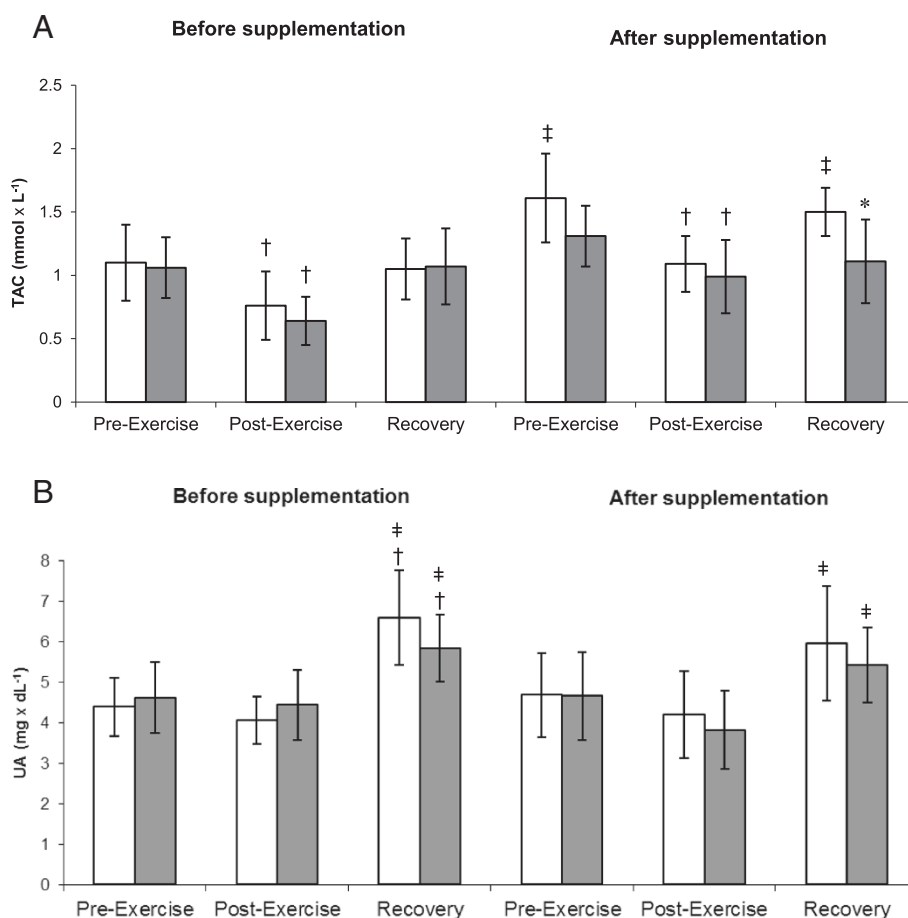 A
Before supplementation
After supplementation
TAC (mmol x L-1)
2.5
2
1.5
1
0.5
0
‡
‡
*
†
†
†
†
Pre-Exercise Post-Exercise Recovery Pre-Exercise Post-Exercise Recovery
B
Before supplementation
After supplementation
UA (mg x dL-1)
8
7
6
5
4
3
2
1
0
‡
†
‡
†
‡
‡
Pre-Exercise Post-Exercise Recovery Pre-Exercise Post-Exercise Recovery